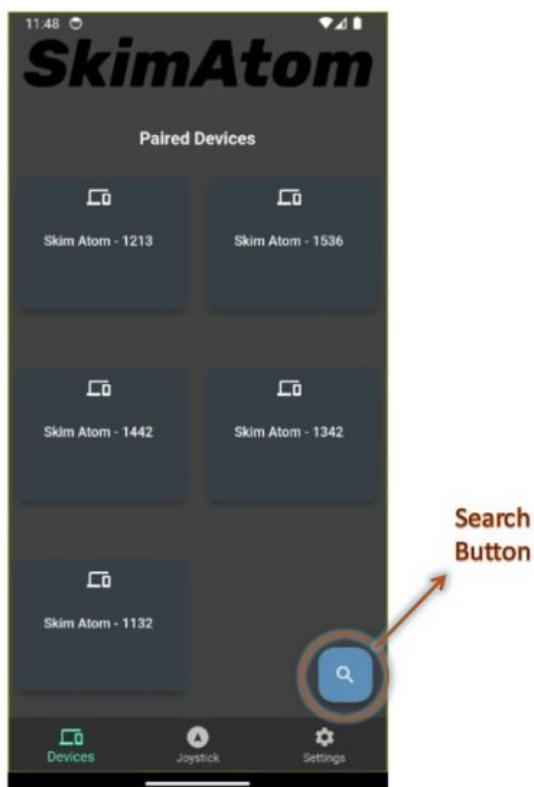 11:48
SkimAtom
Paired Devices
Skim Atom - 1213
Skim Atom - 1536
Skim Atom - 1442
Skim Atom - 1342
Skim Atom - 1132
Search
Button
Devices
Joystick
Settings